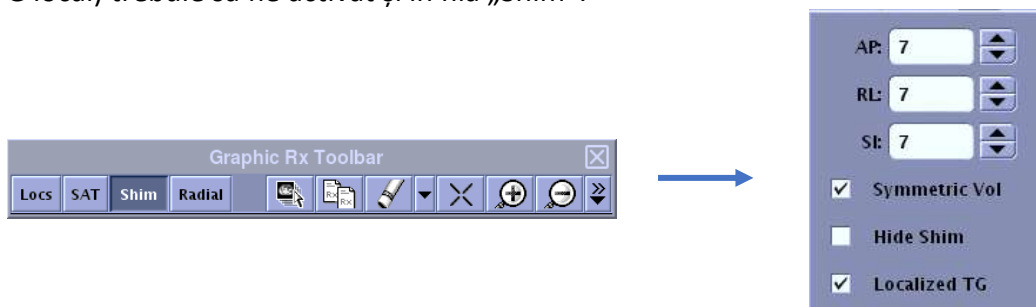 AP: 7
RL: 7
SI: 7
Graphic Rx Toolbar
Locs SAT Shim Radial
Symmetric Vol
Hide Shim
Localized TG